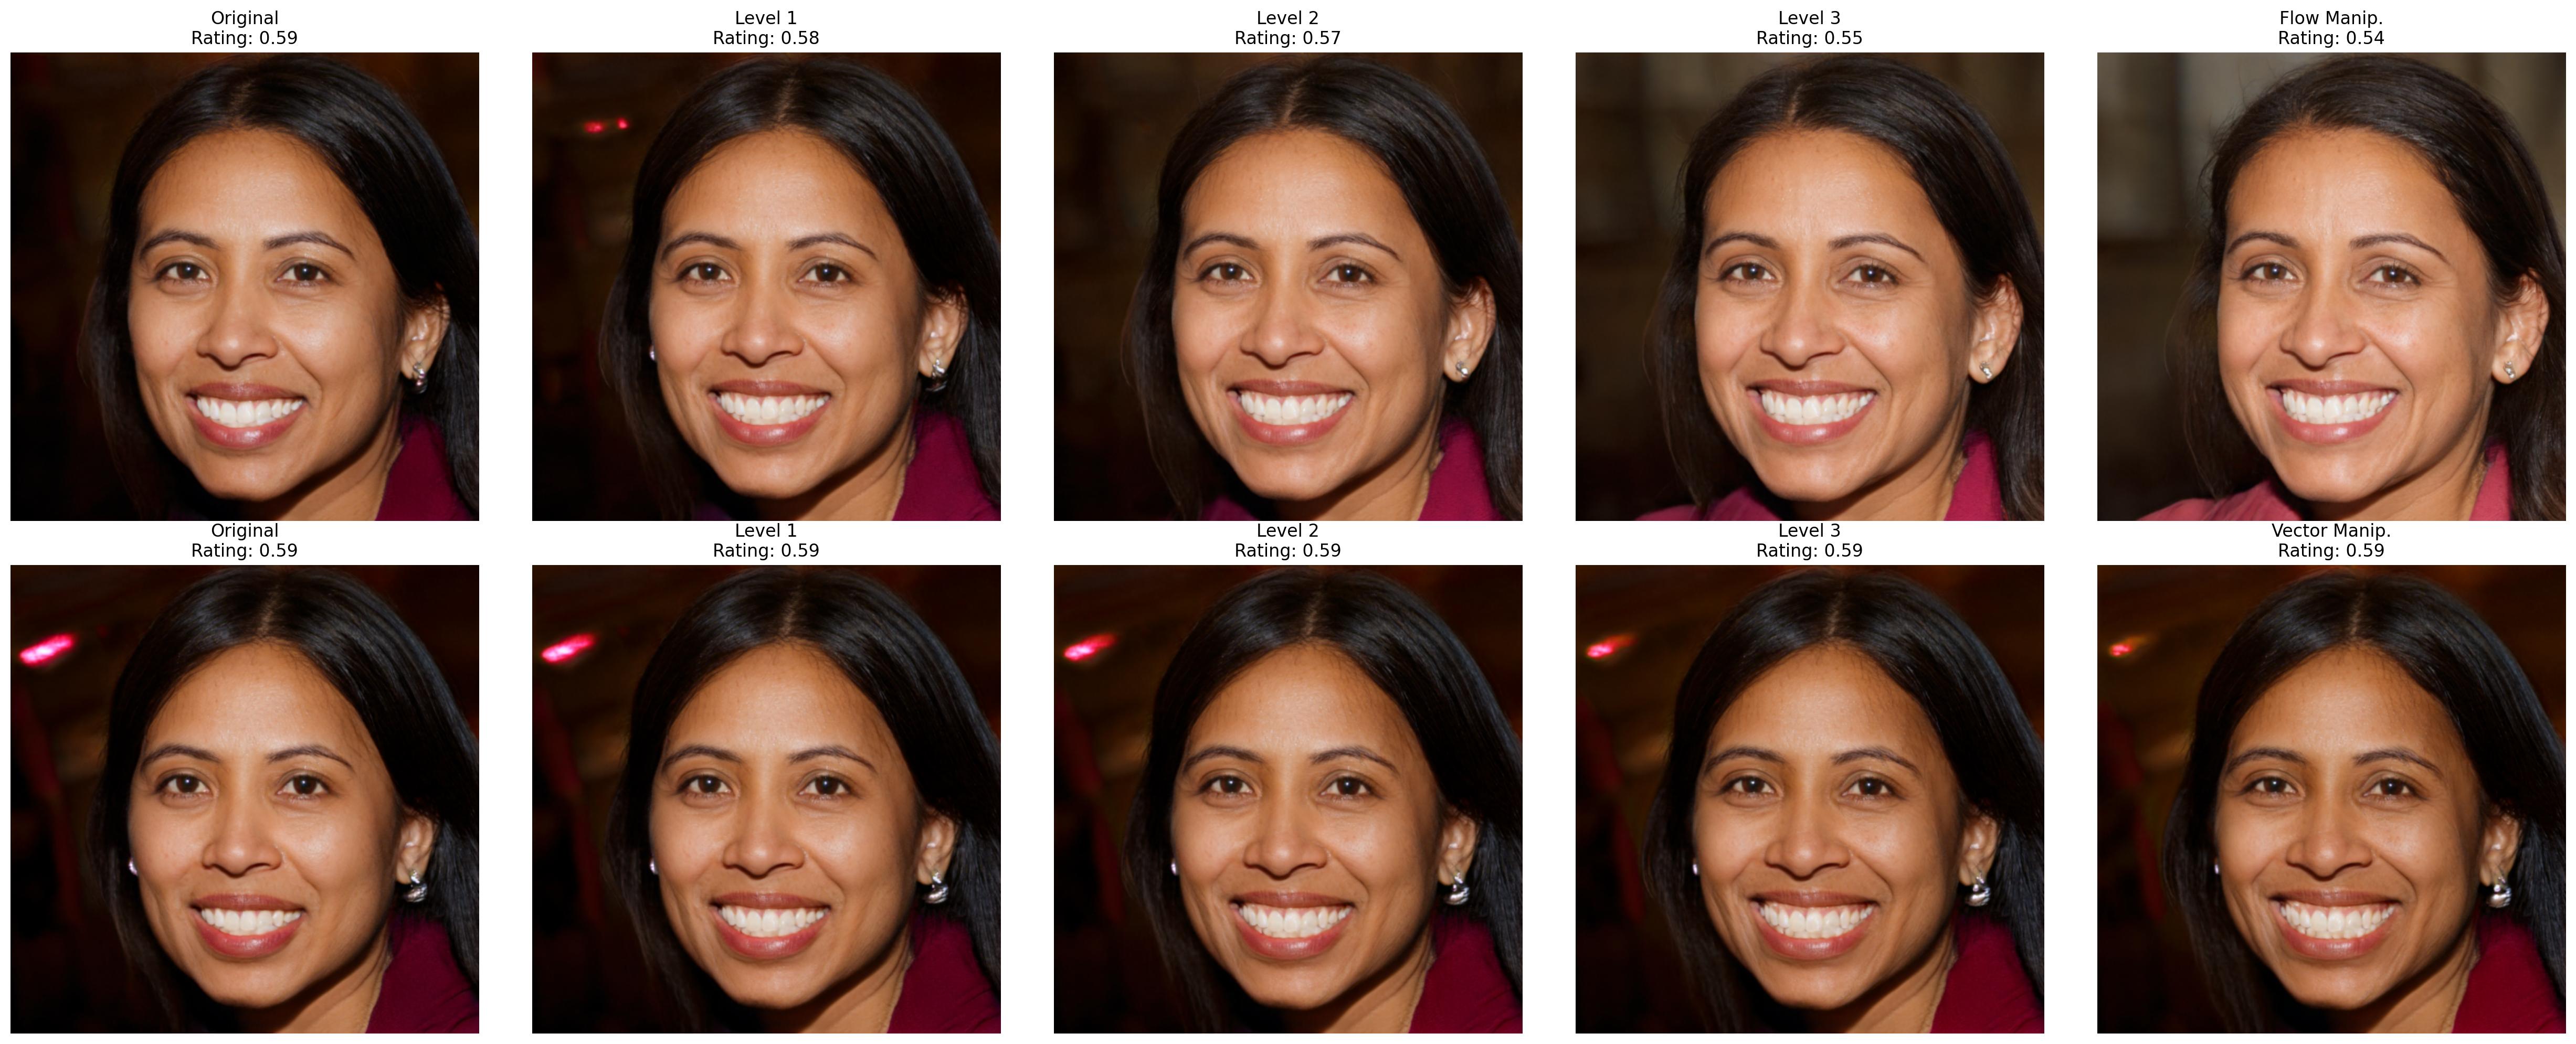 Original
Rating: 0.59
Level 1
Rating: 0.58
Level 2
Rating: 0.57
Level 3
Rating: 0.55
Flow Manip.
Rating: 0.54
Original
Rating: 0.59
Level 1
Rating: 0.59
Level 2
Rating: 0.59
Level 3
Rating: 0.59
Vector Manip.
Rating: 0.59